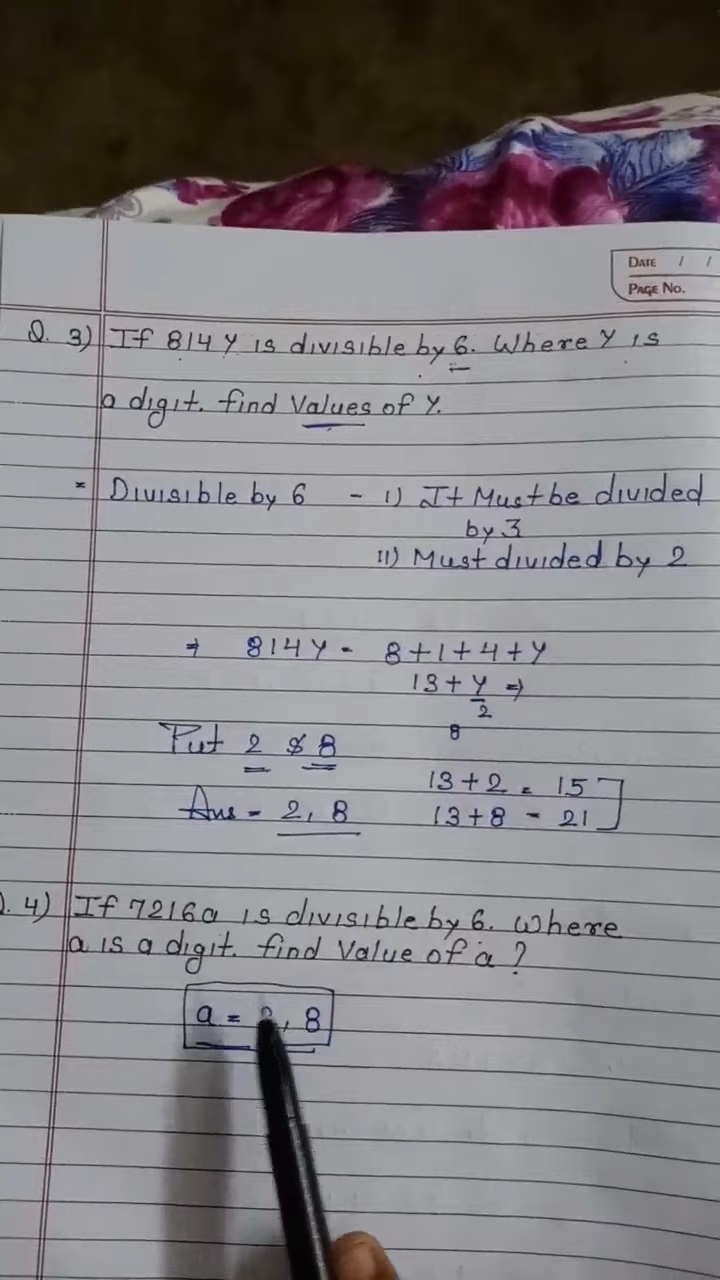 DATE / /
PAGE No.
Q. 3) If 814Y is divisible by 6. Where Y is
a digit. find Values of Y.
= Divisible by 6 - i) It Must be divided
by 3
ii) Must divided by 2
⇒ 814Y - 8+1+4+Y
13+Y ⇒
2
8
Put 2 & 8
13+2 = 15
Ans = 2, 8
13+8 - 21
. 4) If 7216a is divisible by 6. Where
a is a digit. find Value of a ?
a = , 8